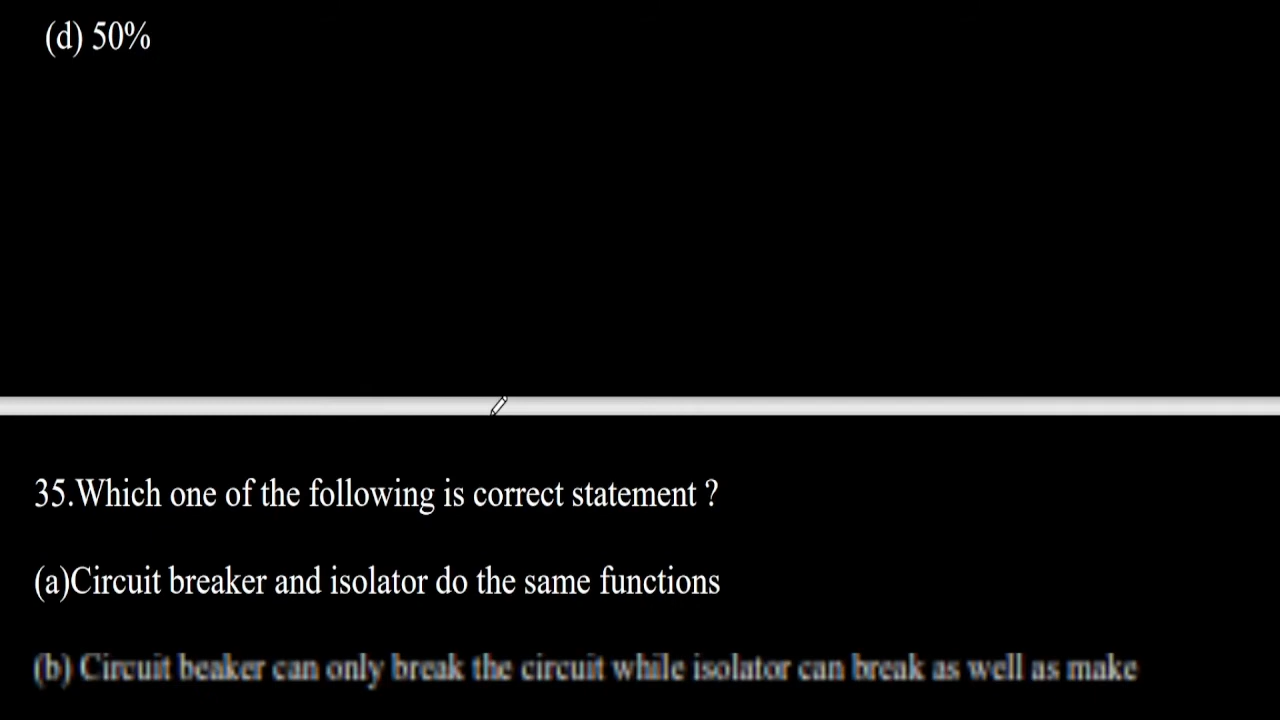 (d) 50%
35.Which one of the following is correct statement ?
(a)Circuit breaker and isolator do the same functions
(b) Circuit beaker can only break the circuit while isolator can break as well as make